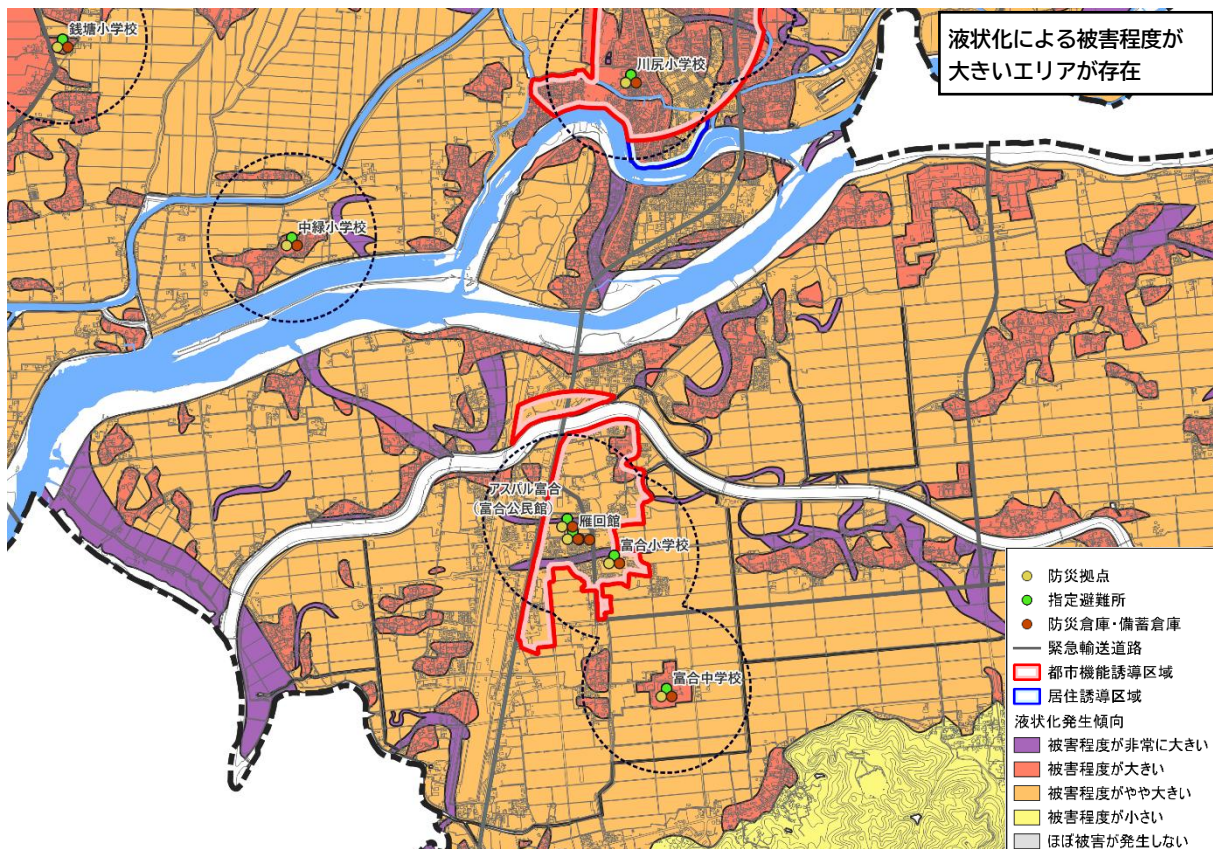 液状化による被害程度が
大きいエリアが存在
銭塘小学校
川尻小学校
中緑小学校
アスパル富合
(富合公民館)
雁回館
富合小学校
富合中学校
防災拠点
指定避難所
防災倉庫・備蓄倉庫
緊急輸送道路
都市機能誘導区域
居住誘導区域
液状化発生傾向
被害程度が非常に大きい
被害程度が大きい
被害程度がやや大きい
被害程度が小さい
ほぼ被害が発生しない